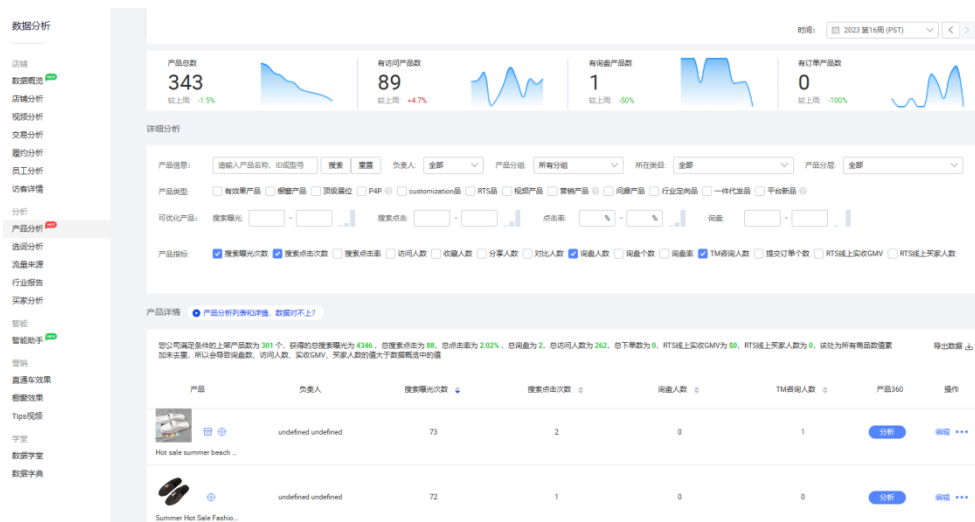 数据分析
店铺
数据概览 NEW
店铺分析
视频分析
交易分析
履约分析
员工分析
访客详情
分析
产品分析 HOT
选词分析
流量来源
行业报告
买家分析
智能
智能助手
营销
直通车效果
橱窗效果
Tips视频
学堂
数据学堂
数据字典
时间: 2023 第16周 (PST) < >
产品总数 有访问产品数 有询盘产品数 有订单产品数
343 89 1 0
较上周: -1.5% 较上周: +4.7% 较上周: -50% 较上周: -100%
详细分析
产品信息: 请输入产品名称、ID或型号 搜索 重置 负责人: 全部 产品分组: 所有分组 所在类目: 全部 产品分层: 全部
产品类型: 有效果产品 橱窗产品 顶级展位 P4P customization品 RTS品 视频产品 营销产品 问鼎产品 行业定向品 一件代发品 平台新品
可优化产品: 搜索曝光: - 搜索点击: - 点击率: % - % 询盘: -
产品指标: 搜索曝光次数 搜索点击次数 搜索点击率 访问人数 收藏人数 分享人数 对比人数 询盘人数 询盘个数 询盘率 TM咨询人数 提交订单个数 RTS线上实收GMV RTS线上买家人数
产品详情 产品分析列表和详情，数据对不上?
您公司满足条件的上架产品数为 301 个，获得的总搜索曝光为 4346 ，总搜索点击为 88，总点击率为 2.02% ，总询盘为 2，总访问人数为 262，总下单数为 0，RTS线上实收GMV为 $0，RTS线上买家人数为 0，该处为所有商品数值累
加未去重，所以会导致询盘数、访问人数、实收GMV、买家人数的值大于数据概览中的值
导出数据
产品 负责人 搜索曝光次数 搜索点击次数 询盘人数 TM咨询人数 产品360 操作
undefined undefined 73 2 0 1 分析 编辑 •••
Hot sale summer beach ...
undefined undefined 72 1 0 0 分析 编辑 •••
Summer Hot Sale Fashio...